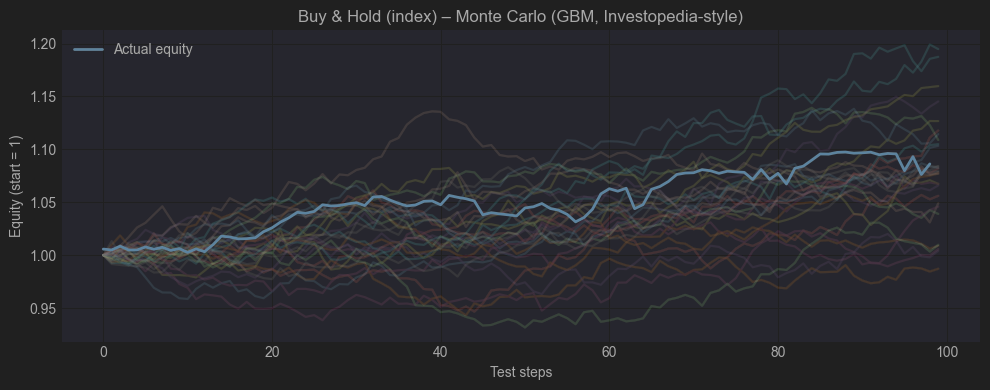 Buy & Hold (index) – Monte Carlo (GBM, Investopedia-style)
Actual equity
1.20
1.15
1.10
1.05
1.00
0.95
Equity (start = 1)
0 20 40 60 80 100
Test steps